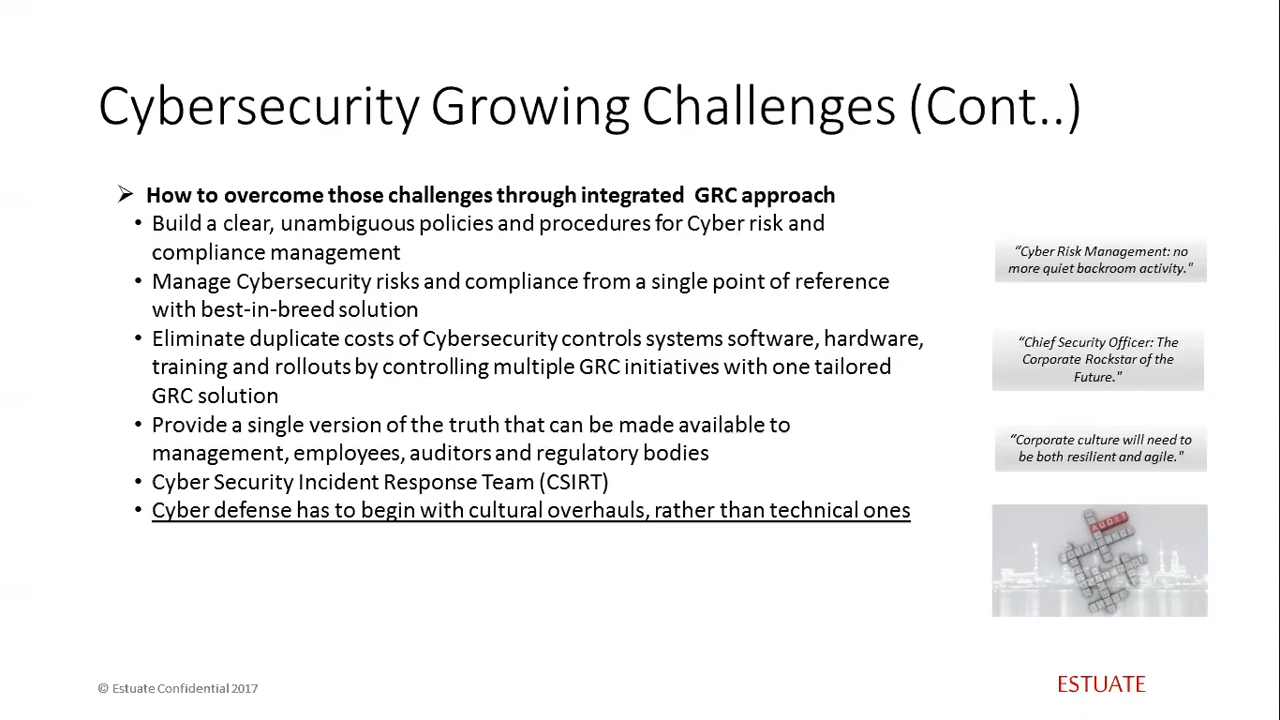 Cybersecurity Growing Challenges (Cont..)
➢ How to overcome those challenges through integrated GRC approach
• Build a clear, unambiguous policies and procedures for Cyber risk and
compliance management
• Manage Cybersecurity risks and compliance from a single point of reference
with best-in-breed solution
• Eliminate duplicate costs of Cybersecurity controls systems software, hardware,
training and rollouts by controlling multiple GRC initiatives with one tailored
GRC solution
• Provide a single version of the truth that can be made available to
management, employees, auditors and regulatory bodies
• Cyber Security Incident Response Team (CSIRT)
• Cyber defense has to begin with cultural overhauls, rather than technical ones
“Cyber Risk Management: no
more quiet backroom activity."
“Chief Security Officer: The
Corporate Rockstar of the
Future."
“Corporate culture will need to
be both resilient and agile."
AUDIT
© Estuate Confidential 2017
ESTUATE